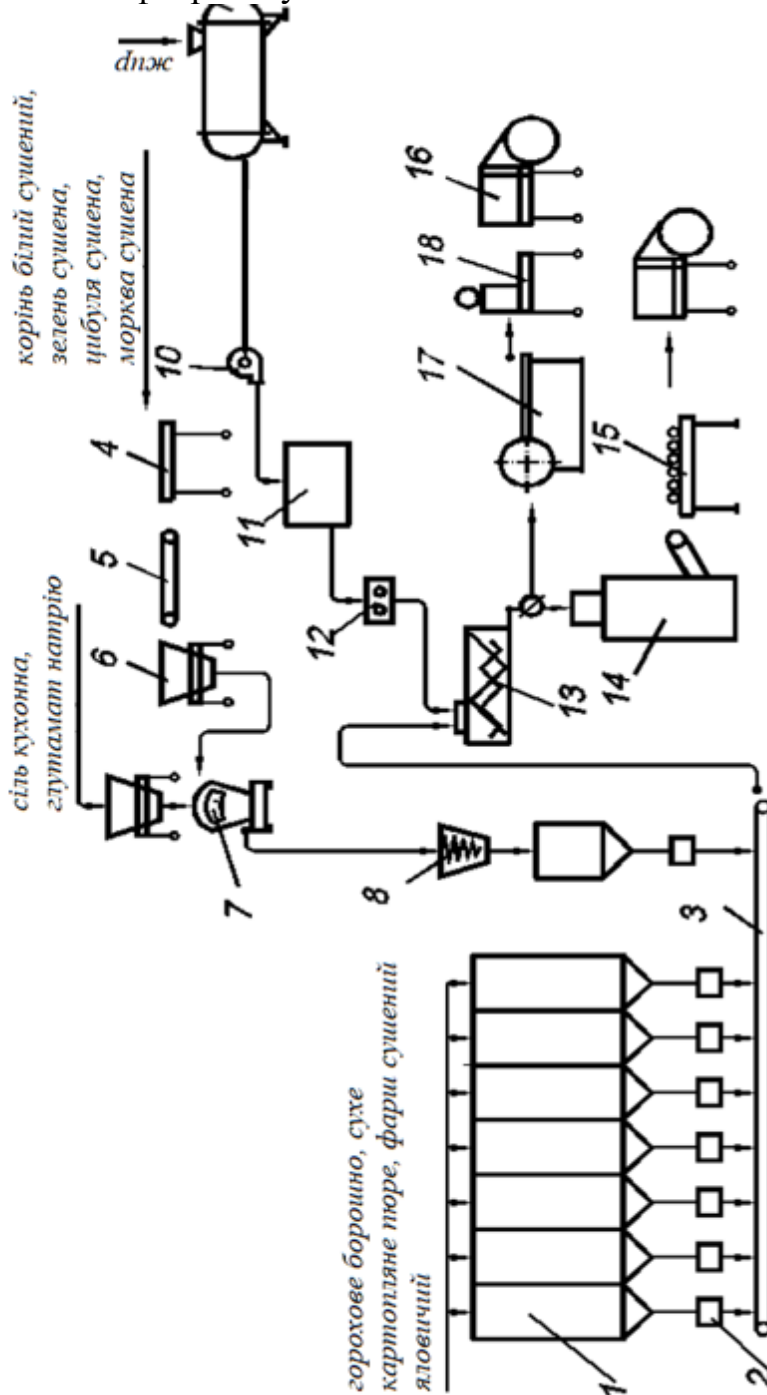 жир
корінь білий сушений,
зелень сушена,
цибуля сушена,
морква сушена
сіль кухонна,
глутамат натрію
горохове борошно, сухе
картопляне пюре, фарш сушений
яловичий
4
5
6
7
8
10
11
12
13
14
15
16
18
17
1
2
3